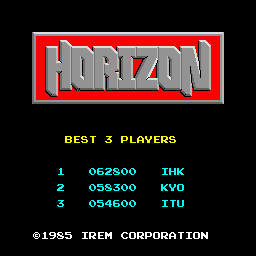 HORIZON
BEST 3 PLAYERS
1 062800 IHK
2 058300 KYO
3 054600 ITU
©1985 IREM CORPORATION